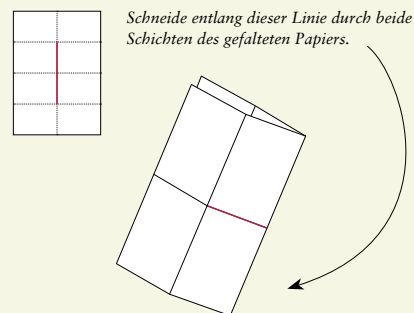 Schneide entlang dieser Linie durch beide
Schichten des gefalteten Papiers.